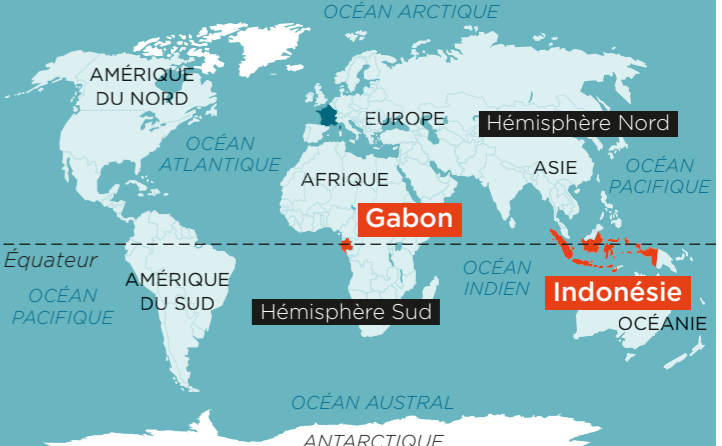 OCÉAN ARCTIQUE
AMÉRIQUE
DU NORD
EUROPE
Hémisphère Nord
OCÉAN
ATLANTIQUE
ASIE
OCÉAN
PACIFIQUE
AFRIQUE
Gabon
Équateur
OCÉAN
INDIEN
AMÉRIQUE
DU SUD
Indonésie
OCÉAN
PACIFIQUE
Hémisphère Sud
OCÉANIE
OCÉAN AUSTRAL
ANTARCTIQUE